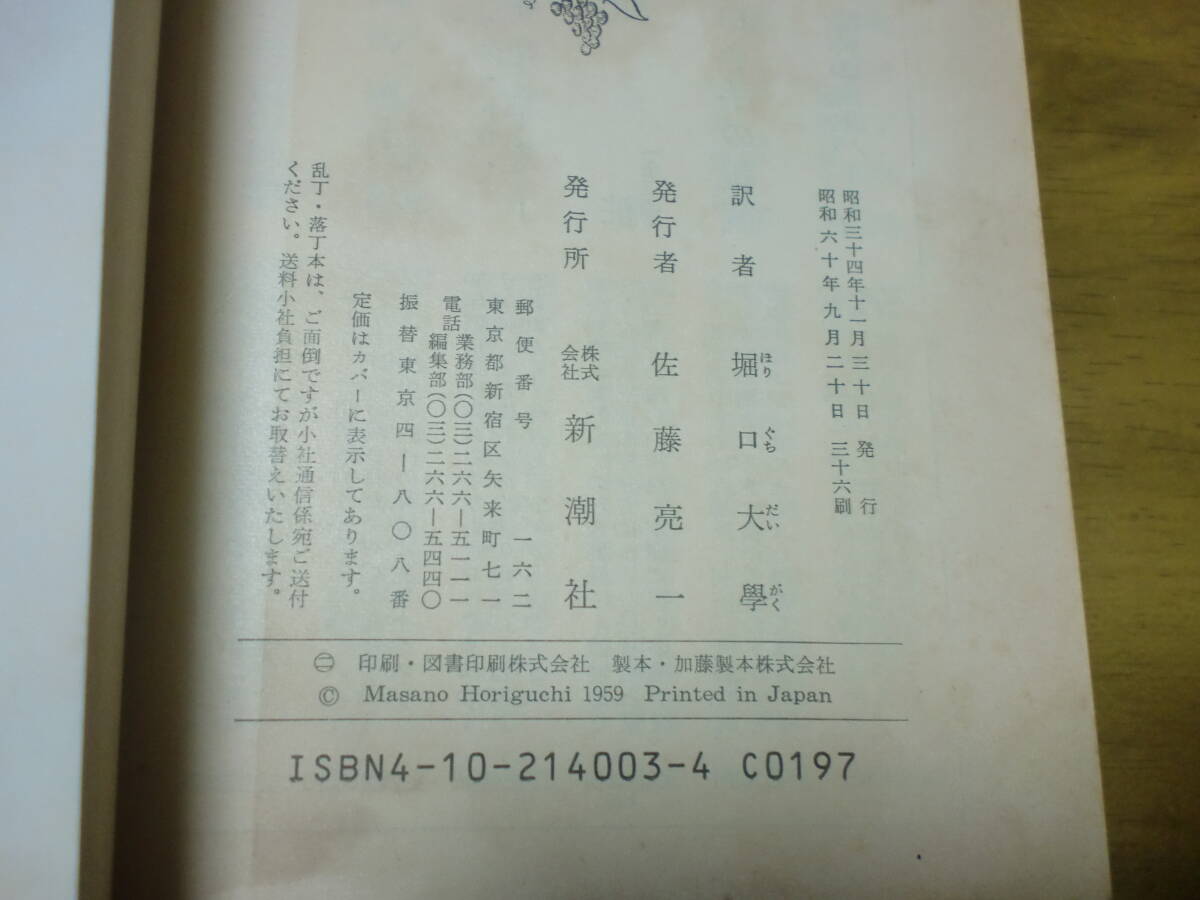 昭和三十四年十一月三十日 発行
昭和六十年九月二十日 三十六刷
訳者 堀口大學
ほり ぐち だい がく
発行者 佐藤亮一
発行所 株式会社 新潮社
郵便番号 一六二
東京都新宿区矢来町七一
電話 業務部(〇三)二六六―五一一一
編集部(〇三)二六六―五四四〇
振替東京四―八〇八番
定価はカバーに表示してあります。
乱丁・落丁本は、ご面倒ですが小社通信係宛ご送付
ください。送料小社負担にてお取替えいたします。
㊁ 印刷・図書印刷株式会社 製本・加藤製本株式会社
© Masano Horiguchi 1959 Printed in Japan
ISBN4-10-214003-4 C0197